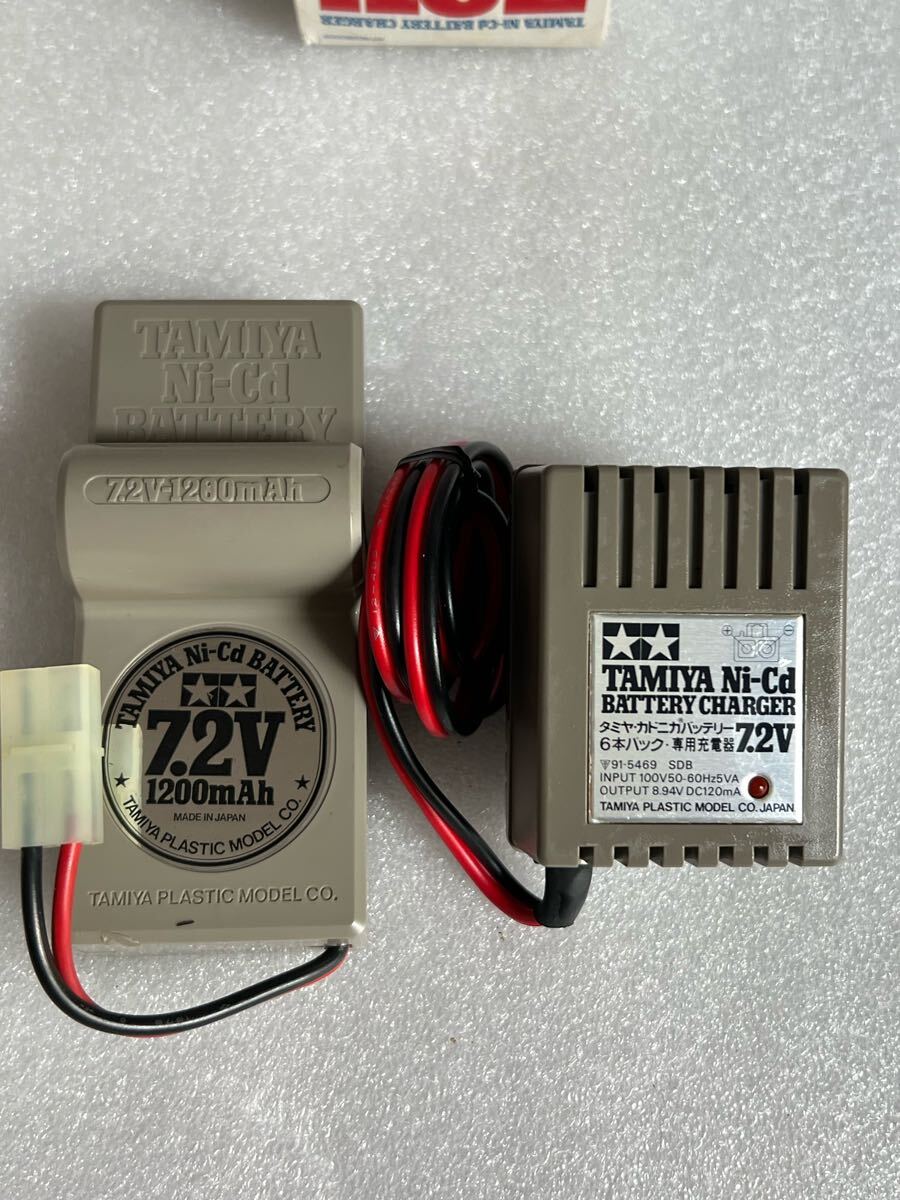 TAMIYA Ni-Cd BATTERY CHARGER
TAMIYA
Ni-Cd
BATTERY
7.2V-1200mAh
TAMIYA Ni-Cd BATTERY
7.2V
1200mAh
MADE IN JAPAN
TAMIYA PLASTIC MODEL CO.
TAMIYA PLASTIC MODEL CO.
+ -
TAMIYA Ni-Cd
BATTERY CHARGER
タミヤ・カドニカバッテリー
6本パック・専用充電器 7.2V
91-5469 SDB
INPUT 100V50-60Hz5VA
OUTPUT 8.94V DC120mA
TAMIYA PLASTIC MODEL CO. JAPAN